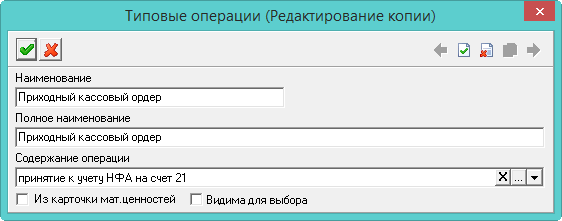 Типовые операции (Редактирование копии)
Наименование
Приходный кассовый ордер
Полное наименование
Приходный кассовый ордер
Содержание операции
принятие к учету НФА на счет 21
Из карточки мат.ценностей Видима для выбора